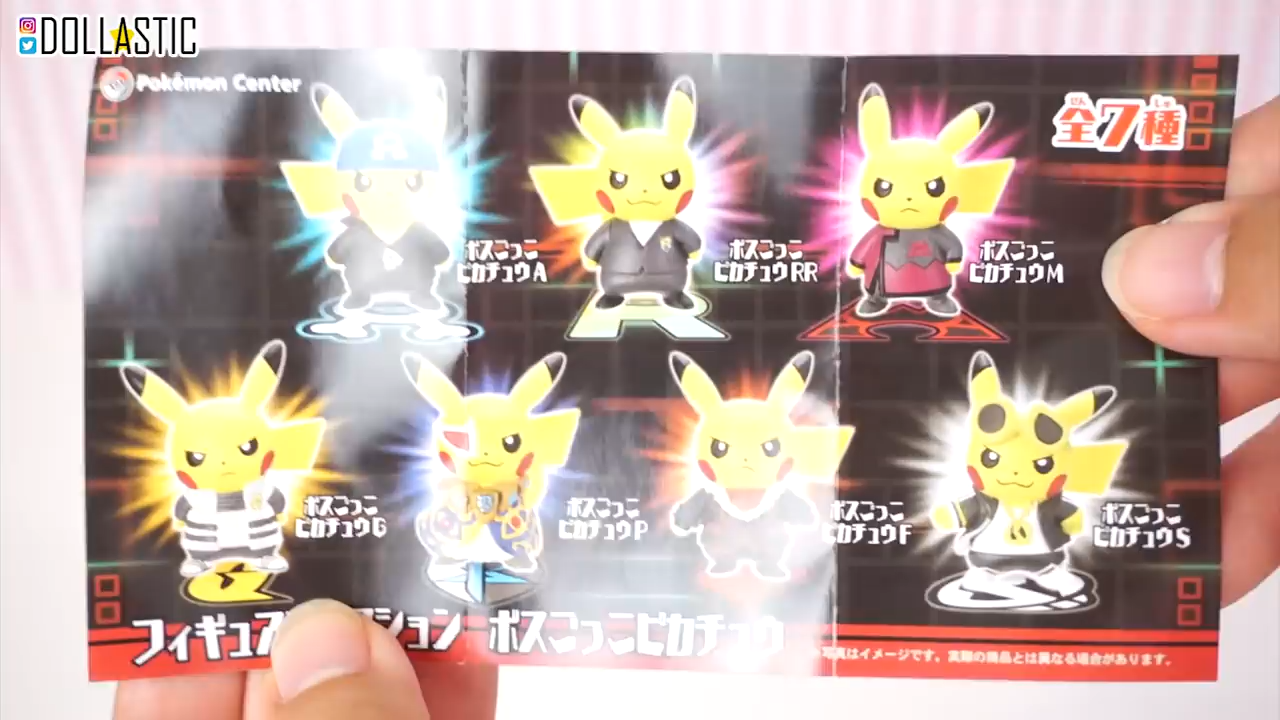 DOLLASTIC
Pokémon Center
ぜん しゅ
全7種
ボスごっこ
ピカチュウA
ボスごっこ
ピカチュウRR
ボスごっこ
ピカチュウM
ボスごっこ
ピカチュウG
ボスごっこ
ピカチュウP
ボスごっこ
ピカチュウF
ボスごっこ
ピカチュウS
フィギュア ション ボスごっこピカチュウ
写真はイメージです。実際の商品とは異なる場合があります。